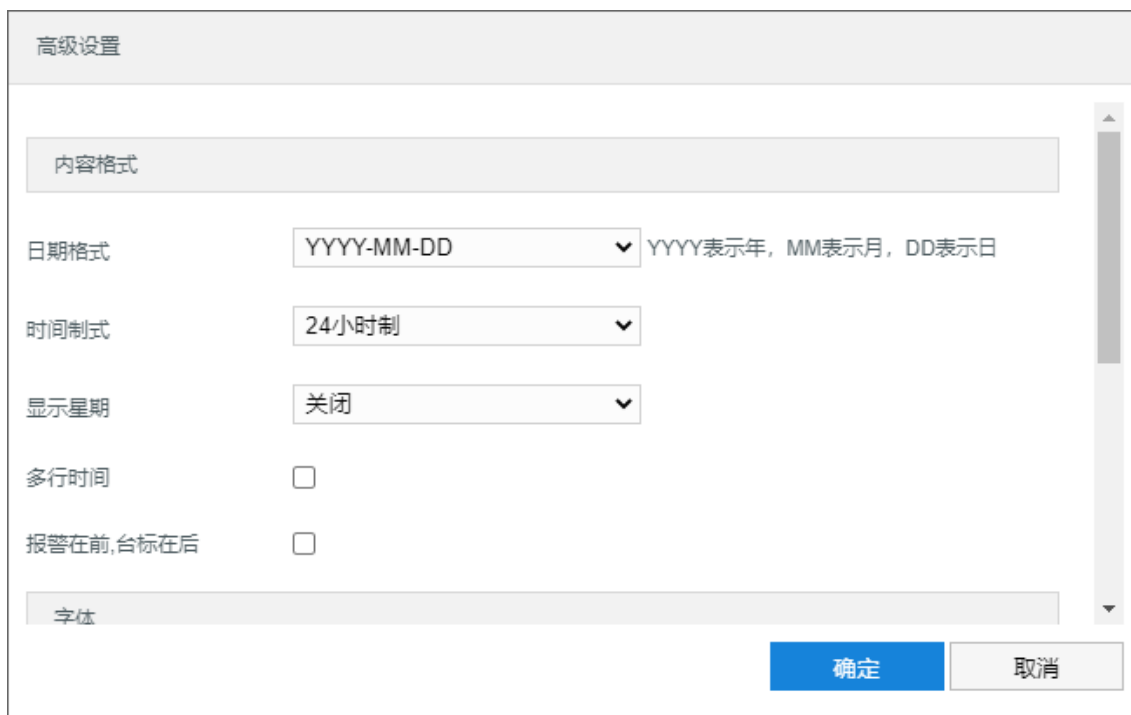 高级设置
内容格式
日期格式 YYYY-MM-DD YYYY表示年，MM表示月，DD表示日
时间制式 24小时制
显示星期 关闭
多行时间
报警在前,台标在后
字体
确定 取消